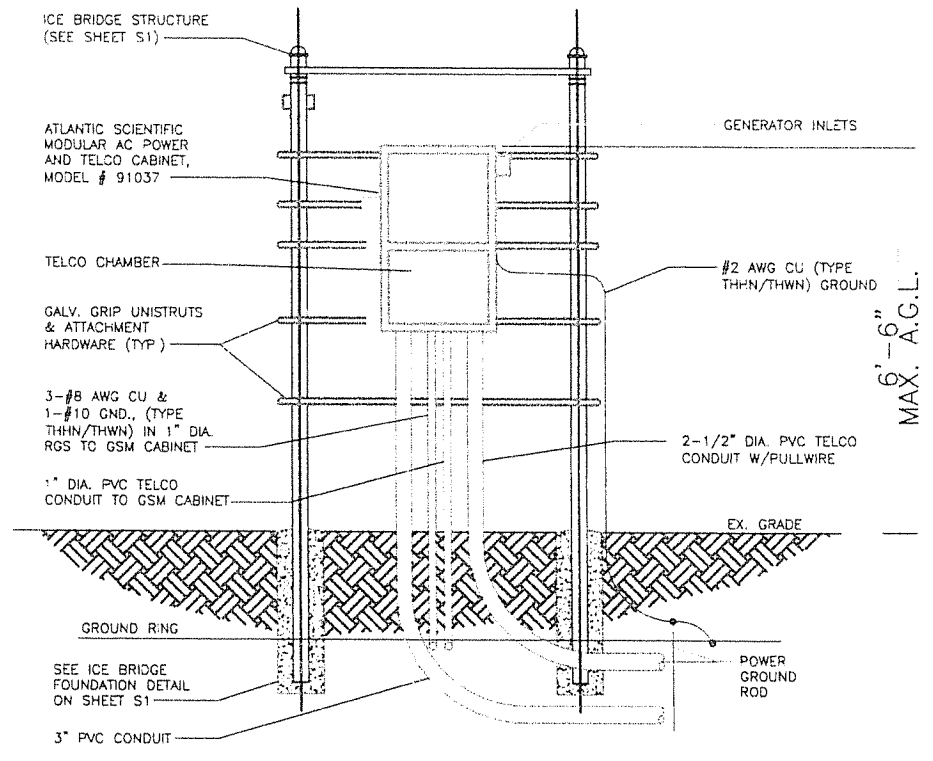 ICE BRIDGE STRUCTURE
(SEE SHEET S1)
ATLANTIC SCIENTIFIC
MODULAR AC POWER
AND TELCO CABINET,
MODEL # 91037
TELCO CHAMBER
GALV. GRIP UNISTRUTS
& ATTACHMENT
HARDWARE (TYP)
3-#8 AWG CU &
1-#10 GND., (TYPE
THHN/THWN) IN 1" DIA.
RGS TO GSM CABINET
1" DIA. PVC TELCO
CONDUIT TO GSM CABINET
GROUND RING
SEE ICE BRIDGE
FOUNDATION DETAIL
ON SHEET S1
3" PVC CONDUIT
GENERATOR INLETS
#2 AWG CU (TYPE
THHN/THWN) GROUND
6'-6"
MAX. A.G.L.
2-1/2" DIA. PVC TELCO
CONDUIT W/PULLWIRE
EX. GRADE
POWER
GROUND
ROD